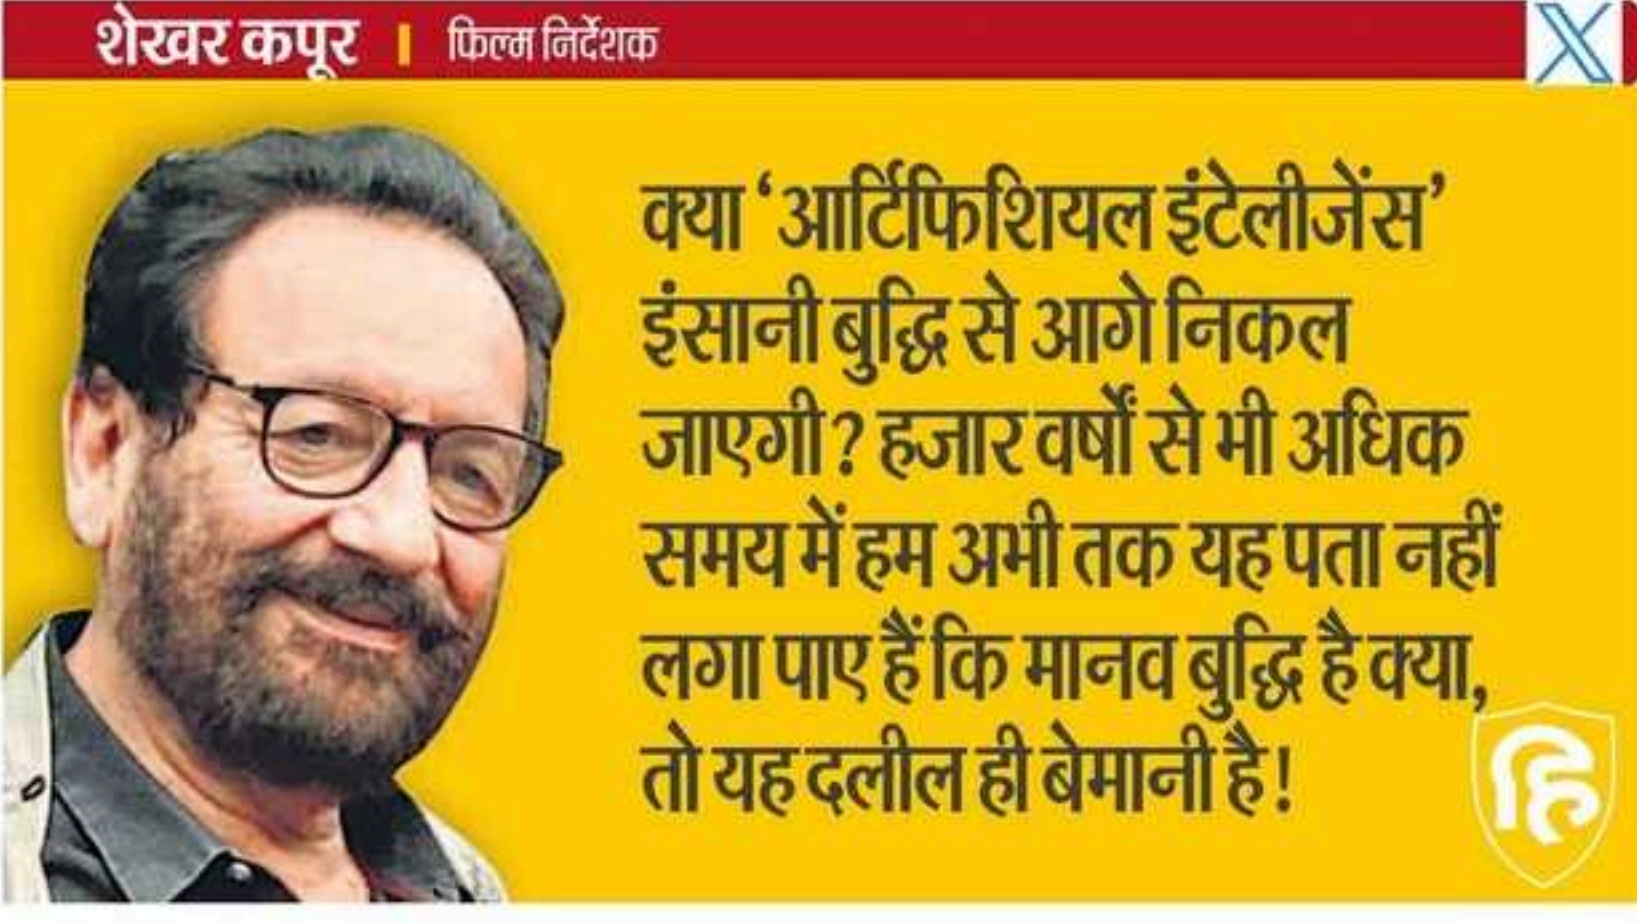 शेखर कपूर | फिल्म निर्देशक
X
क्या ‘आर्टिफिशियल इंटेलीजेंस’
इंसानी बुद्धि से आगे निकल
जाएगी? हजार वर्षों से भी अधिक
समय में हम अभी तक यह पता नहीं
लगा पाए हैं कि मानव बुद्धि है क्या,
तो यह दलील ही बेमानी है!
हि